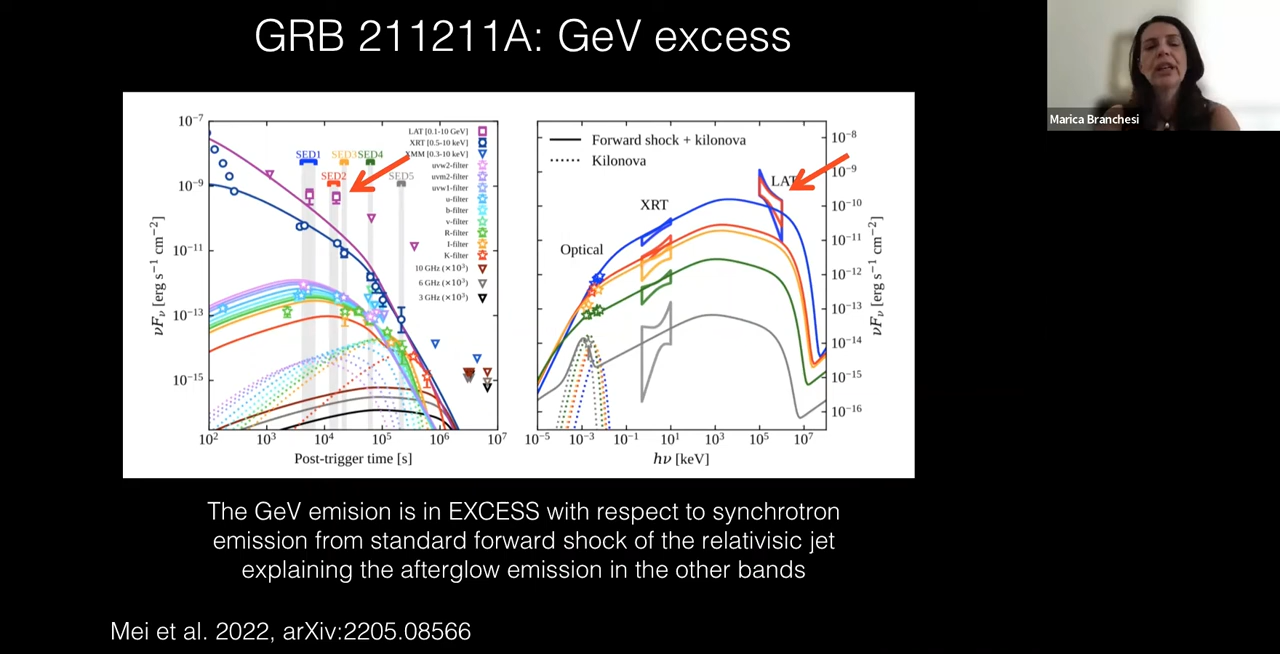 GRB 211211A: GeV excess
Marica Branchesi
10⁻⁷
10⁻⁹
10⁻¹¹
10⁻¹³
10⁻¹⁵
νFν [erg s⁻¹ cm⁻²]
SED1
SED2
SED3
SED4
SED5
LAT [0.1-10 GeV]
XRT [0.5-10 keV]
XMM [0.3-10 keV]
uvw2-filter
uvm2-filter
uvw1-filter
u-filter
b-filter
v-filter
R-filter
I-filter
K-filter
10 GHz (×10³)
6 GHz (×10³)
3 GHz (×10³)
10² 10³ 10⁴ 10⁵ 10⁶ 10⁷
Post-trigger time [s]
Forward shock + kilonova
Kilonova
Optical
XRT
LAT
10⁻⁸
10⁻⁹
10⁻¹⁰
10⁻¹¹
10⁻¹²
10⁻¹³
10⁻¹⁴
10⁻¹⁵
10⁻¹⁶
νFν [erg s⁻¹ cm⁻²]
10⁻⁵ 10⁻³ 10⁻¹ 10¹ 10³ 10⁵ 10⁷
hν [keV]
The GeV emision is in EXCESS with respect to synchrotron
emission from standard forward shock of the relativisic jet
explaining the afterglow emission in the other bands
Mei et al. 2022, arXiv:2205.08566